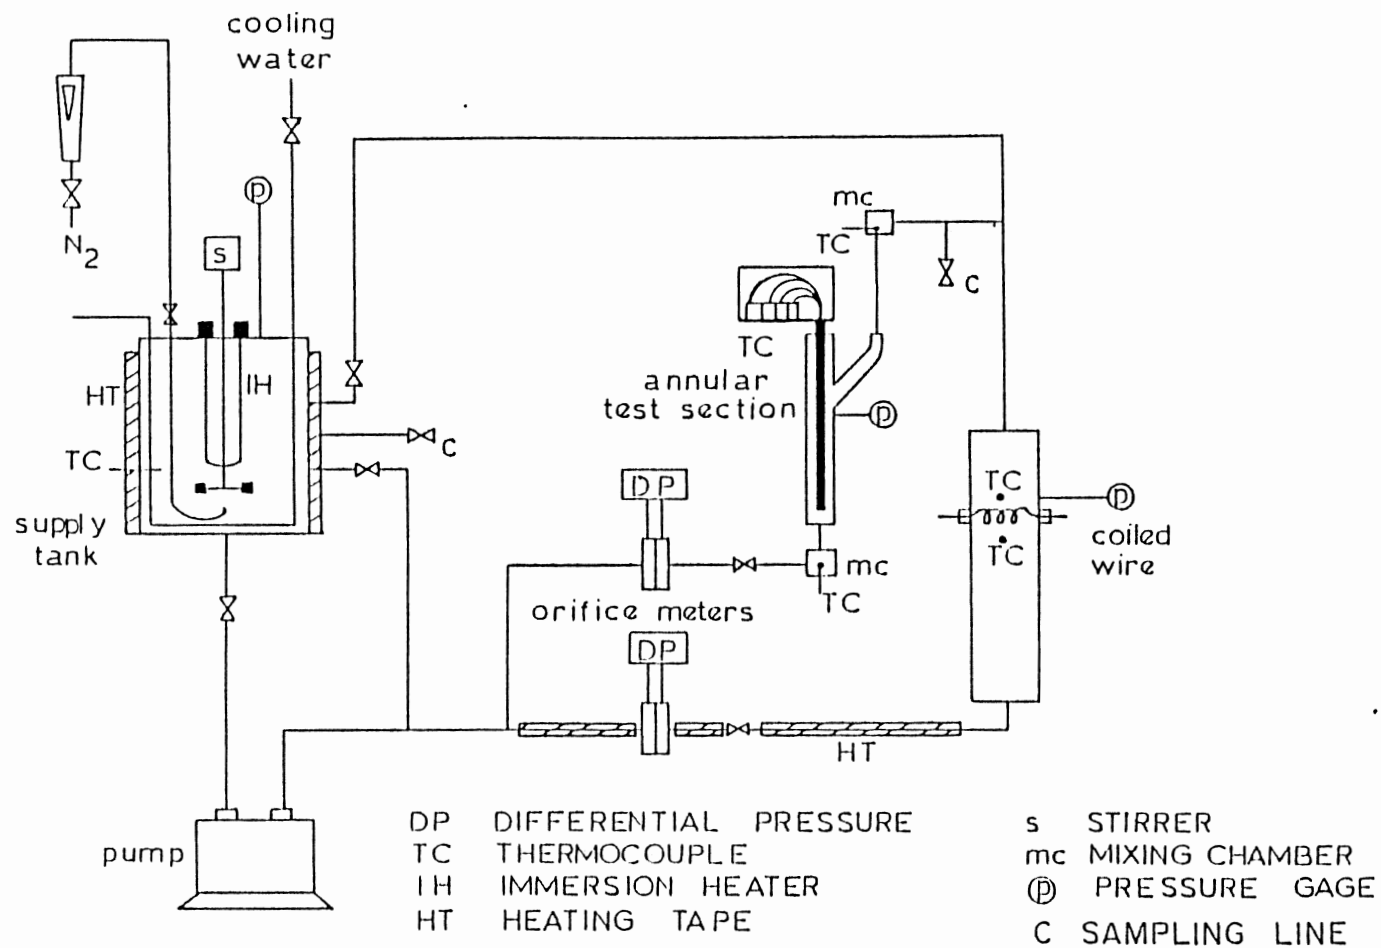 cooling
water
N2
p
s
mc
TC
C
TC
annular
test section
p
HT
IH
TC
C
supply
tank
DP
TC
p
TC
coiled
wire
mc
TC
orifice meters
DP
HT
pump
DP DIFFERENTIAL PRESSURE
TC THERMOCOUPLE
IH IMMERSION HEATER
HT HEATING TAPE
s STIRRER
mc MIXING CHAMBER
p PRESSURE GAGE
C SAMPLING LINE